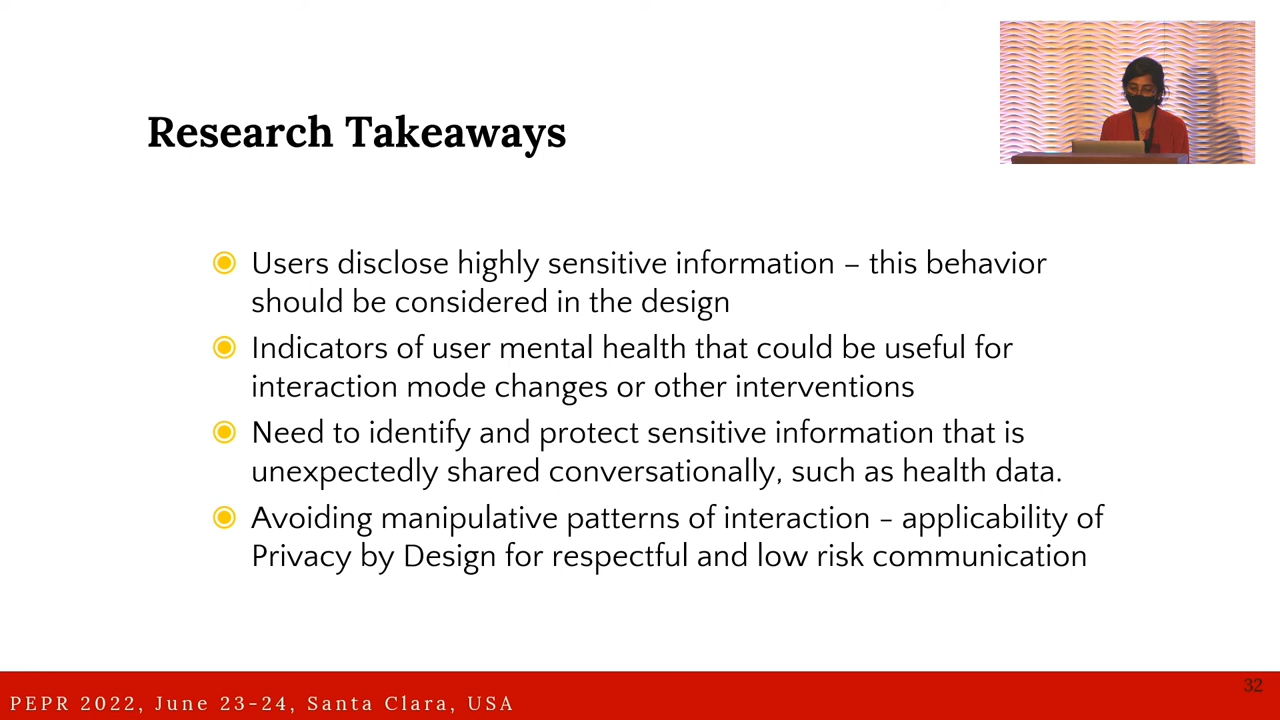 Research Takeaways
Users disclose highly sensitive information – this behavior
should be considered in the design
Indicators of user mental health that could be useful for
interaction mode changes or other interventions
Need to identify and protect sensitive information that is
unexpectedly shared conversationally, such as health data.
Avoiding manipulative patterns of interaction - applicability of
Privacy by Design for respectful and low risk communication
32
PEPR 2022, June 23-24, Santa Clara, USA